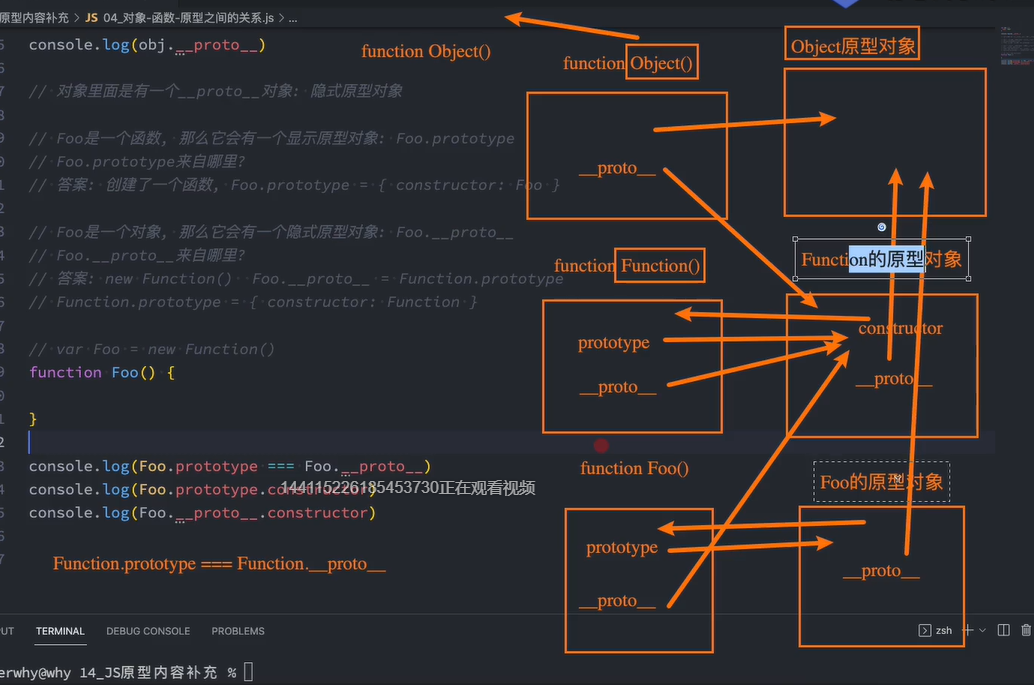 原型内容补充 > JS 04_对象-函数-原型之间的关系.js > ...
console.log(obj.__proto__)
// 对象里面是有一个__proto__对象: 隐式原型对象
// Foo是一个函数, 那么它会有一个显示原型对象: Foo.prototype
// Foo.prototype来自哪里?
// 答案: 创建了一个函数, Foo.prototype = { constructor: Foo }
// Foo是一个对象, 那么它会有一个隐式原型对象: Foo.__proto__
// Foo.__proto__来自哪里?
// 答案: new Function() Foo.__proto__ = Function.prototype
// Function.prototype = { constructor: Function }
// var Foo = new Function()
function Foo() {
}
console.log(Foo.prototype === Foo.__proto__)
console.log(Foo.prototype.constructor)
console.log(Foo.__proto__.constructor)
144115226185453730正在观看视频
Function.prototype === Function.__proto__
function Object()
function Object()
__proto__
Object原型对象
function Function()
prototype
__proto__
Function的原型对象
constructor
__proto__
function Foo()
prototype
__proto__
Foo的原型对象
__proto__
PUT TERMINAL DEBUG CONSOLE PROBLEMS
zsh
erwhy@why 14_JS原型内容补充 %